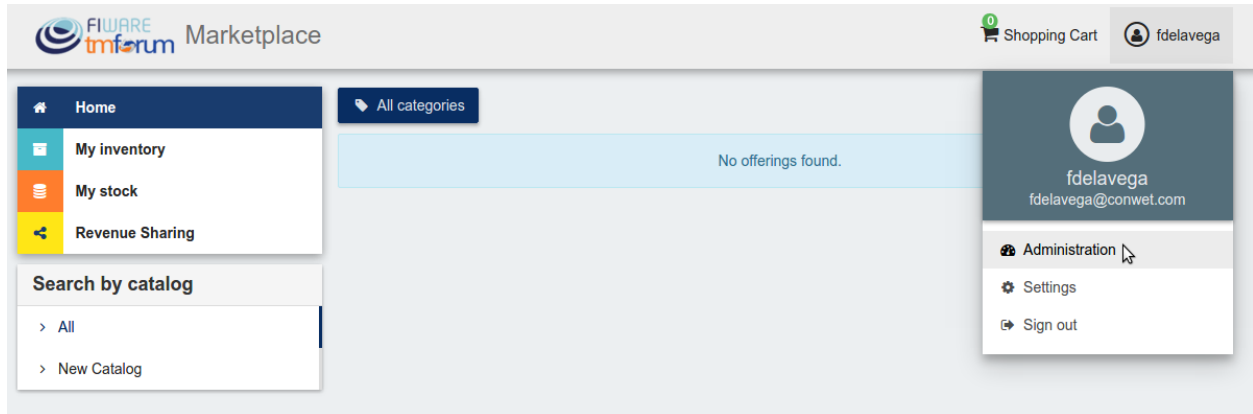 FIWARE
tmforum
Marketplace
0
Shopping Cart
fdelavega
Home
My inventory
My stock
Revenue Sharing
Search by catalog
All
New Catalog
All categories
No offerings found.
fdelavega
fdelavega@conwet.com
Administration
Settings
Sign out